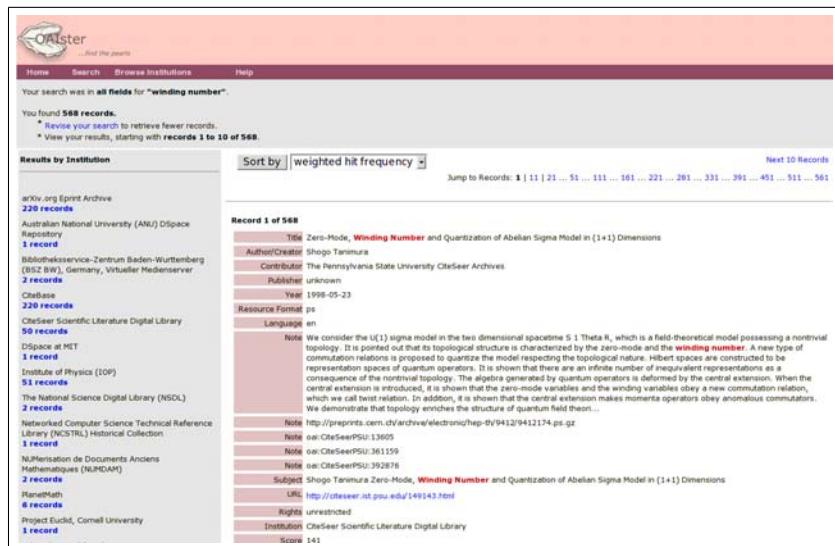 OAIster
...find the pearls
Home Search Browse Institutions Help
Your search was in all fields for "winding number".
You found 568 records.
* Revise your search to retrieve fewer records.
* View your results, starting with records 1 to 10 of 568.
Results by Institution
arXiv.org Eprint Archive
220 records
Australian National University (ANU) DSpace
Repository
1 record
Bibliotheksservice-Zentrum Baden-Wurttemberg
(BSZ BW), Germany, Virtueller Medienserver
2 records
CiteBase
220 records
CiteSeer Scientific Literature Digital Library
50 records
DSpace at MIT
1 record
Institute of Physics (IOP)
51 records
The National Science Digital Library (NSDL)
2 records
Networked Computer Science Technical Reference
Library (NCSTRL) Historical Collection
1 record
NUMerisation de Documents Anciens
Mathematiques (NUMDAM)
2 records
PlanetMath
6 records
Project Euclid, Cornell University
1 record
Sort by weighted hit frequency
Next 10 Records
Jump to Records: 1 | 11 | 21 ... 51 ... 111 ... 161 ... 221 ... 281 ... 331 ... 391 ... 451 ... 511 ... 561
Record 1 of 568
Title Zero-Mode, Winding Number and Quantization of Abelian Sigma Model in (1+1) Dimensions
Author/Creator Shogo Tanimura
Contributor The Pennsylvania State University CiteSeer Archives
Publisher unknown
Year 1998-05-23
Resource Format ps
Language en
Note We consider the U(1) sigma model in the two dimensional spacetime S 1 Theta R, which is a field-theoretical model possessing a nontrivial
topology. It is pointed out that its topological structure is characterized by the zero-mode and the winding number. A new type of
commutation relations is proposed to quantize the model respecting the topological nature. Hilbert spaces are constructed to be
representation spaces of quantum operators. It is shown that there are an infinite number of inequivalent representations as a
consequence of the nontrivial topology. The algebra generated by quantum operators is deformed by the central extension. When the
central extension is introduced, it is shown that the zero-mode variables and the winding variables obey a new commutation relation,
which we call twist relation. In addition, it is shown that the central extension makes momenta operators obey anomalous commutators.
We demonstrate that topology enriches the structure of quantum field theori...
Note http://preprints.cern.ch/archive/electronic/hep-th/9412/9412174.ps.gz
Note oai:CiteSeerPSU:13605
Note oai:CiteSeerPSU:361159
Note oai:CiteSeerPSU:392876
Subject Shogo Tanimura Zero-Mode, Winding Number and Quantization of Abelian Sigma Model in (1+1) Dimensions
URL http://citeseer.ist.psu.edu/149143.html
Rights unrestricted
Institution CiteSeer Scientific Literature Digital Library
Score 141